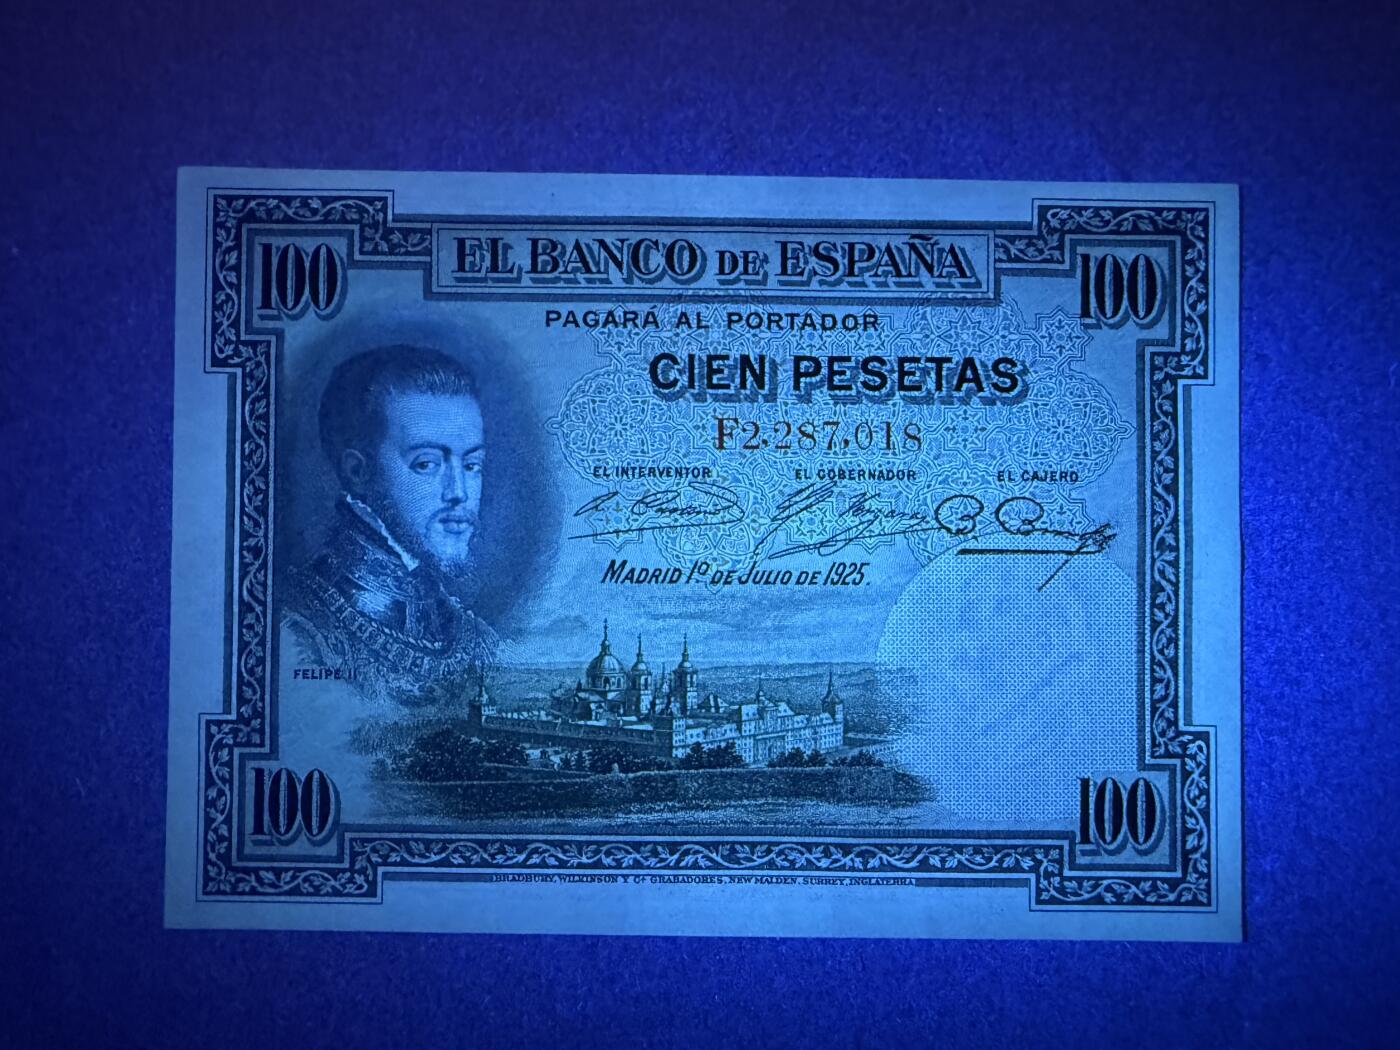 100
EL BANCO DE ESPAÑA
100
PAGARÁ AL PORTADOR
CIEN PESETAS
F2,287,018
EL INTERVENTOR EL GOBERNADOR EL CAJERO
MADRID 1º DE JULIO DE 1925.
FELIPE II
100
100
BRADBURY, WILKINSON Y Cª GRABADORES, NEW MALDEN, SURREY, INGLATERRA